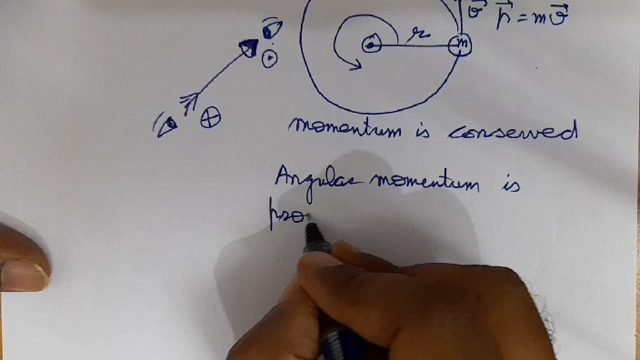 v⃗ p⃗ = mv⃗
r m
momentum is conserved
Angular momentum is
pro